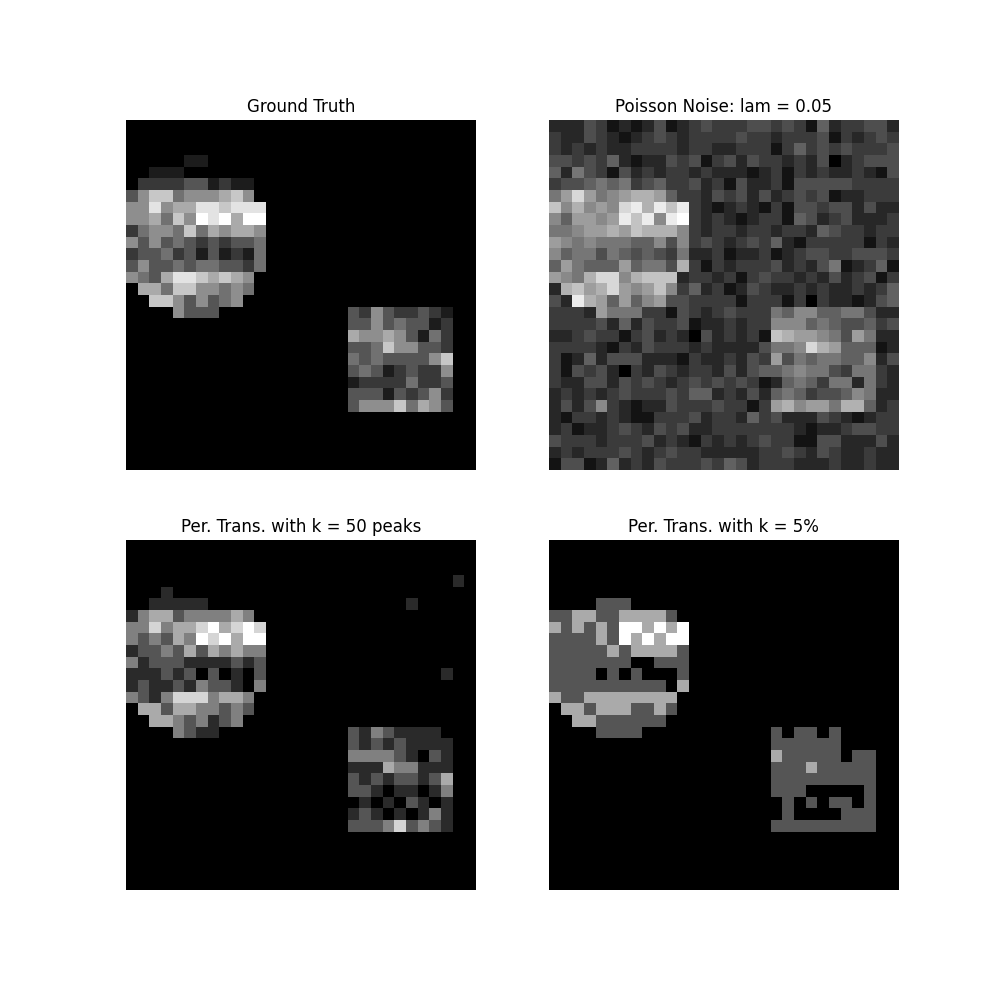 Ground Truth
Poisson Noise: lam = 0.05
Per. Trans. with k = 50 peaks
Per. Trans. with k = 5%